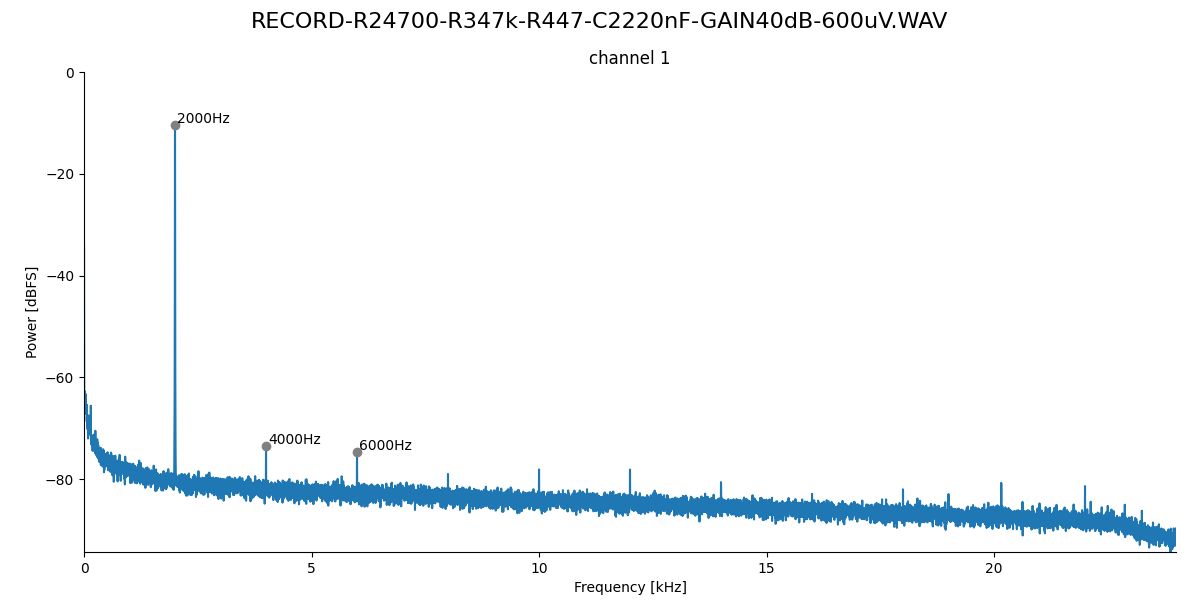 RECORD-R24700-R347k-R447-C2220nF-GAIN40dB-600uV.WAV
channel 1
0
2000Hz
−20
−40
Power [dBFS]
−60
4000Hz
6000Hz
−80
0 5 10 15 20
Frequency [kHz]